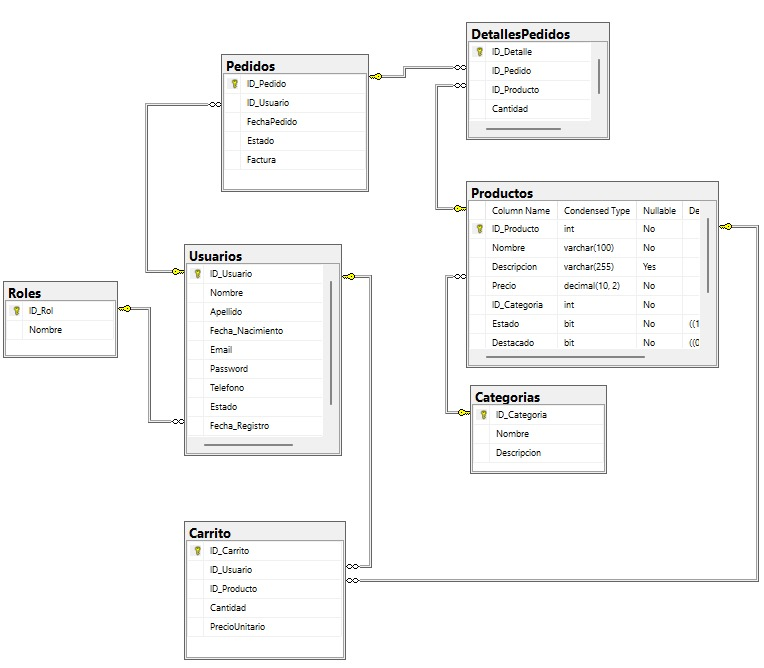 DetallesPedidos
ID_Detalle
ID_Pedido
ID_Producto
Cantidad
Pedidos
ID_Pedido
ID_Usuario
FechaPedido
Estado
Factura
Productos
Column Name Condensed Type Nullable De
ID_Producto int No
Nombre varchar(100) No
Descripcion varchar(255) Yes
Precio decimal(10, 2) No
ID_Categoria int No
Estado bit No ((1
Destacado bit No ((0
Usuarios
ID_Usuario
Nombre
Apellido
Fecha_Nacimiento
Email
Password
Telefono
Estado
Fecha_Registro
Roles
ID_Rol
Nombre
Categorias
ID_Categoria
Nombre
Descripcion
Carrito
ID_Carrito
ID_Usuario
ID_Producto
Cantidad
PrecioUnitario